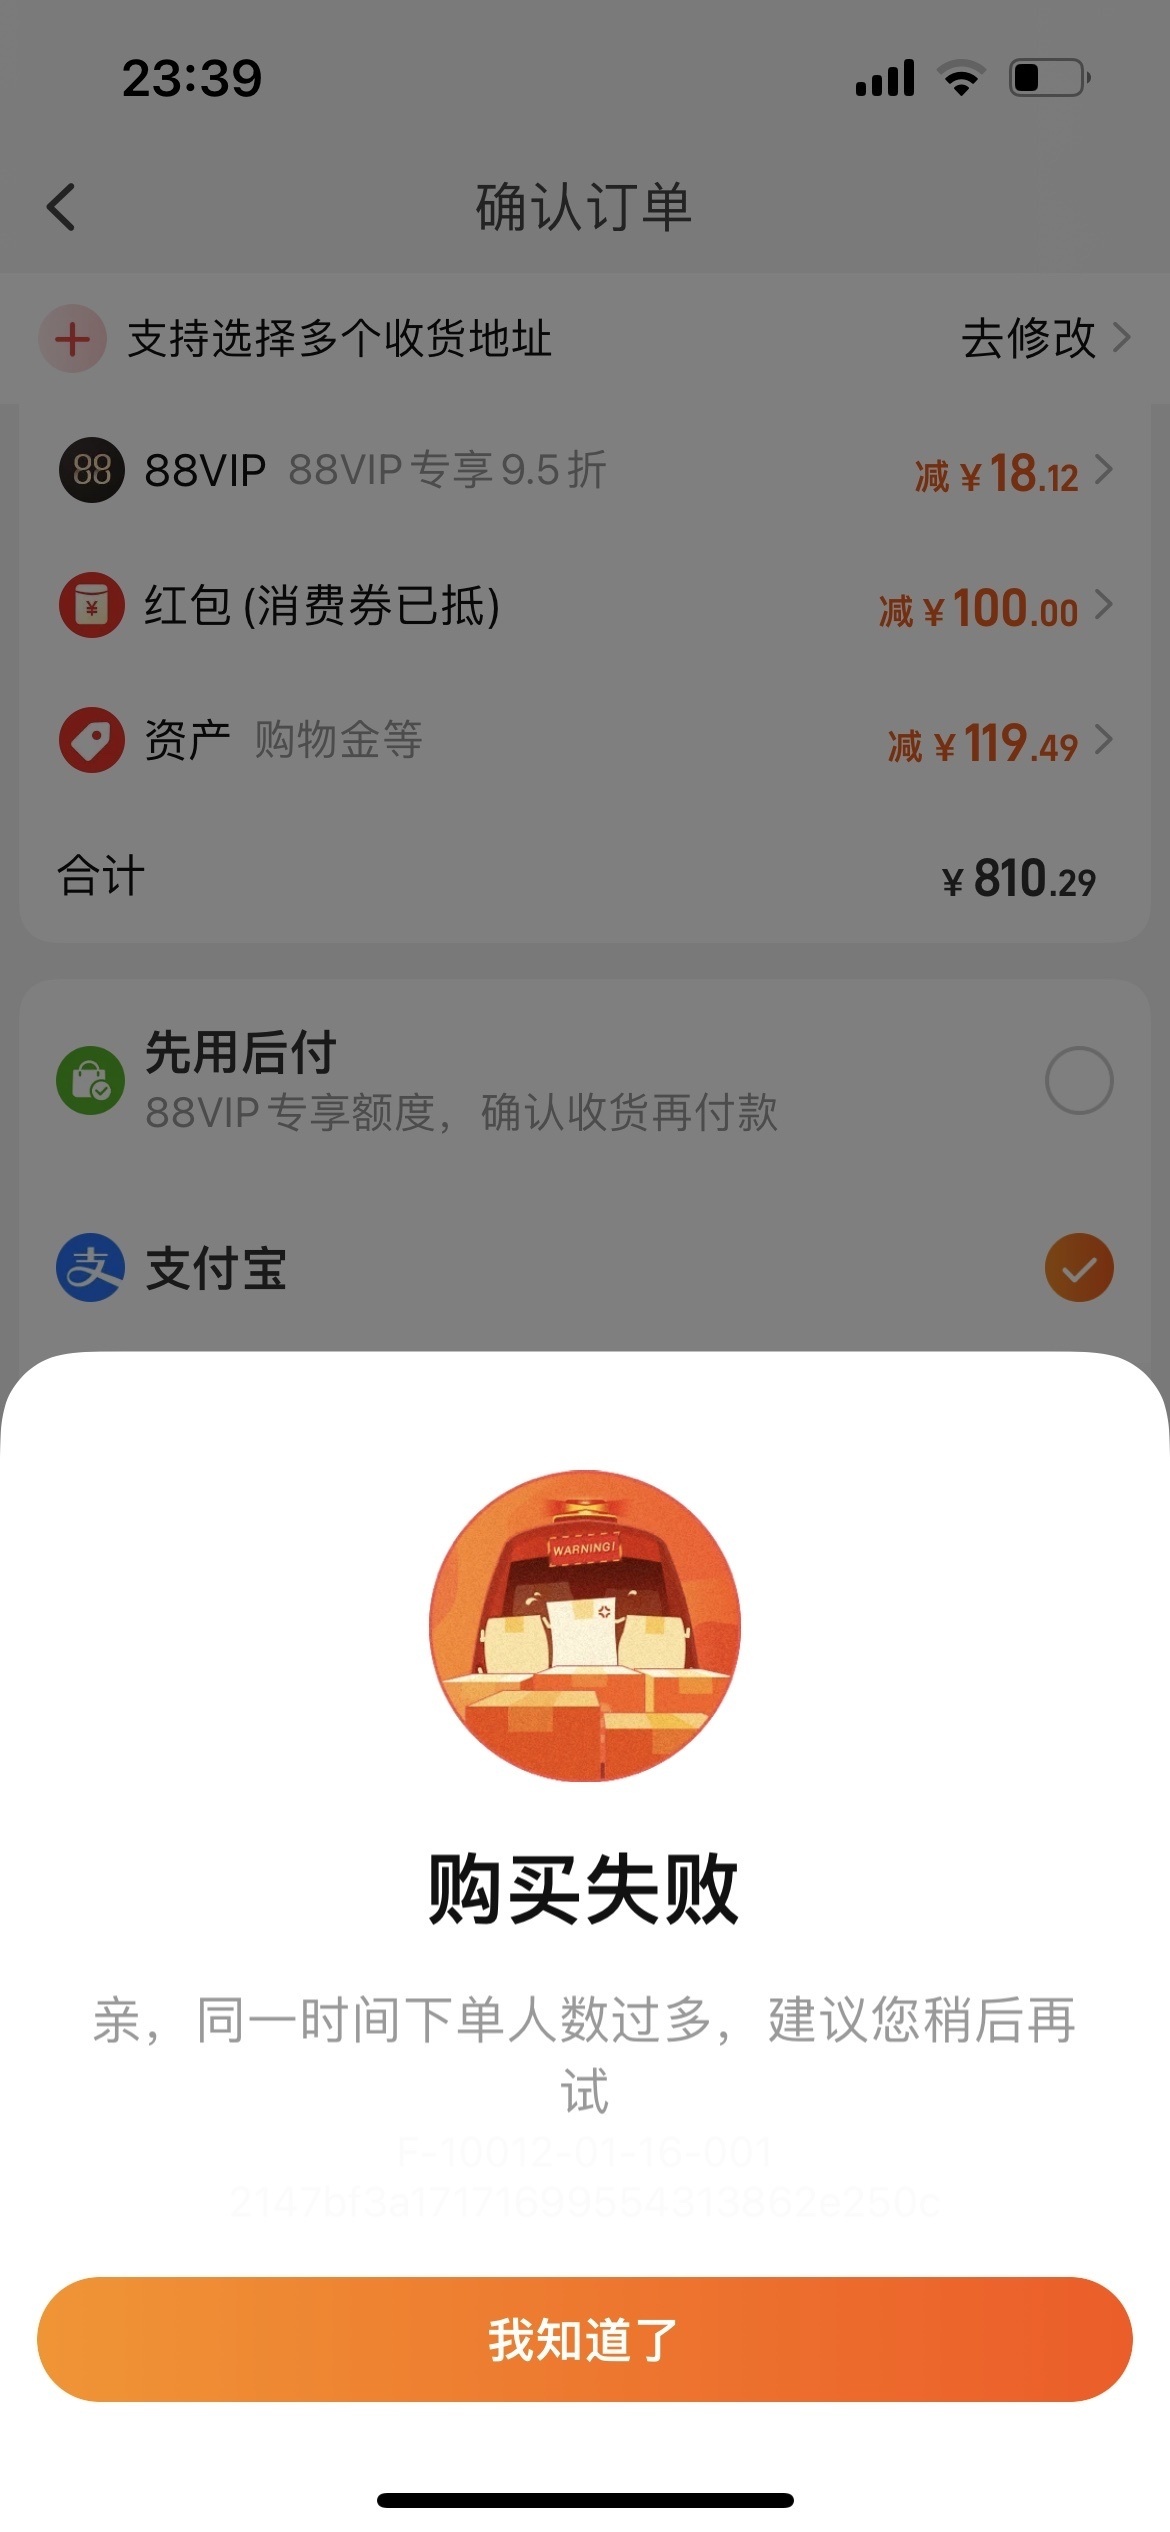 23:39
确认订单
支持选择多个收货地址 去修改
88 88VIP 88VIP专享9.5折 减¥18.12
红包(消费券已抵) 减¥100.00
资产 购物金等 减¥119.49
合计 ¥810.29
先用后付
88VIP专享额度，确认收货再付款
支 支付宝
WARNING!
购买失败
亲，同一时间下单人数过多，建议您稍后再
试
F-10012-01-16-001
2147bf3a17171699554313862e250c
我知道了